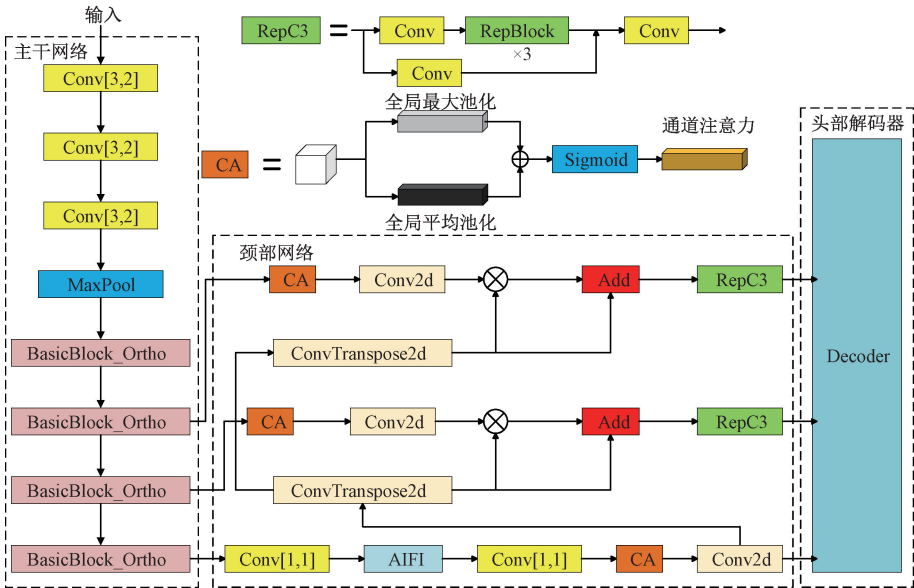 输入
主干网络
Conv[3,2]
Conv[3,2]
Conv[3,2]
MaxPool
BasicBlock_Ortho
BasicBlock_Ortho
BasicBlock_Ortho
BasicBlock_Ortho
RepC3
=
Conv
RepBlock
×3
Conv
Conv
CA
=
全局最大池化
全局平均池化
Sigmoid
通道注意力
颈部网络
CA
Conv2d
Add
RepC3
ConvTranspose2d
CA
Conv2d
Add
RepC3
ConvTranspose2d
Conv[1,1]
AIFI
Conv[1,1]
CA
Conv2d
头部解码器
Decoder